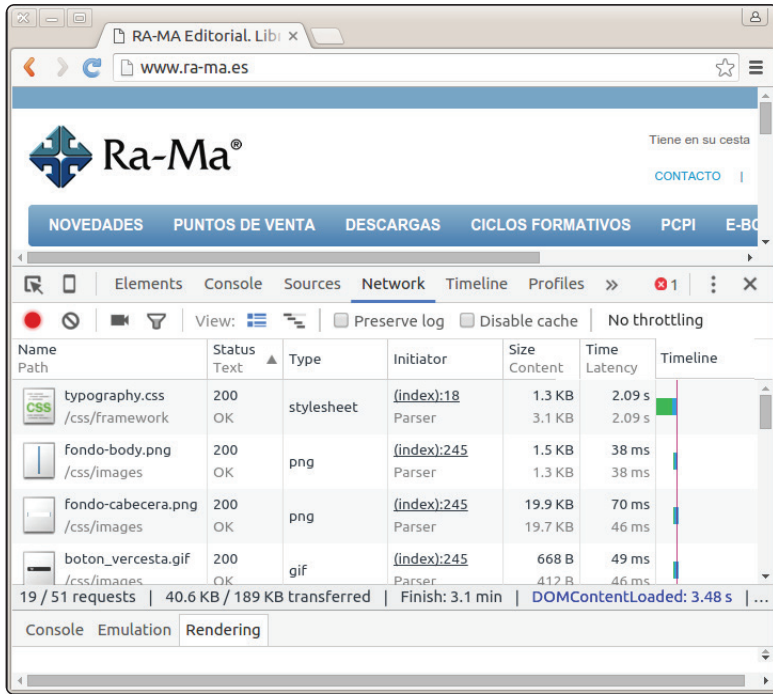 RA-MA Editorial. Lib
www.ra-ma.es
Ra-Ma®
Tiene en su cesta
CONTACTO |
NOVEDADES PUNTOS DE VENTA DESCARGAS CICLOS FORMATIVOS PCPI E-BO
Elements Console Sources Network Timeline Profiles » 1
View: Preserve log Disable cache No throttling
Name Status Type Initiator Size Time Timeline
Path Text Content Latency
typography.css 200 stylesheet (index):18 1.3 KB 2.09 s
/css/framework OK Parser 3.1 KB 2.09 s
fondo-body.png 200 png (index):245 1.5 KB 38 ms
/css/images OK Parser 1.3 KB 38 ms
fondo-cabecera.png 200 png (index):245 19.9 KB 70 ms
/css/images OK Parser 19.7 KB 46 ms
boton_vercesta.gif 200 gif (index):245 668 B 49 ms
/css/images OK Parser 412 B 46 ms
19 / 51 requests | 40.6 KB / 189 KB transferred | Finish: 3.1 min | DOMContentLoaded: 3.48 s | ...
Console Emulation Rendering